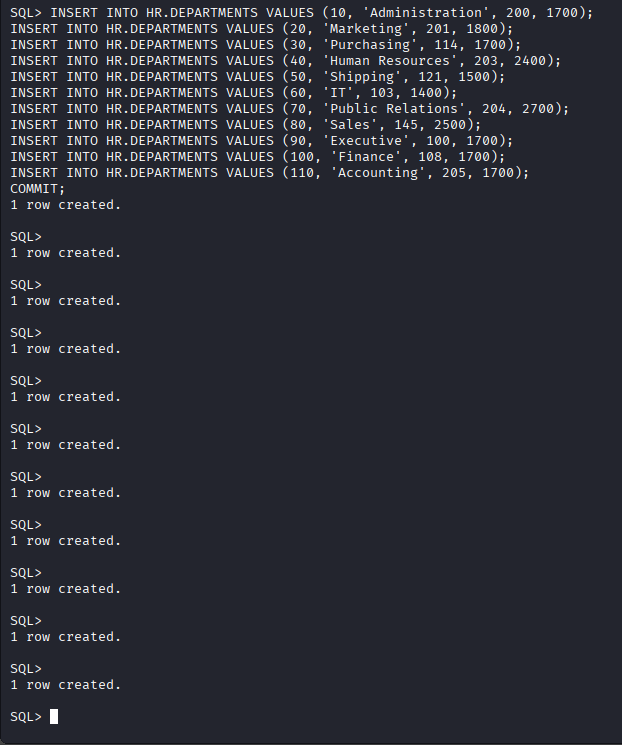 SQL> INSERT INTO HR.DEPARTMENTS VALUES (10, 'Administration', 200, 1700);
INSERT INTO HR.DEPARTMENTS VALUES (20, 'Marketing', 201, 1800);
INSERT INTO HR.DEPARTMENTS VALUES (30, 'Purchasing', 114, 1700);
INSERT INTO HR.DEPARTMENTS VALUES (40, 'Human Resources', 203, 2400);
INSERT INTO HR.DEPARTMENTS VALUES (50, 'Shipping', 121, 1500);
INSERT INTO HR.DEPARTMENTS VALUES (60, 'IT', 103, 1400);
INSERT INTO HR.DEPARTMENTS VALUES (70, 'Public Relations', 204, 2700);
INSERT INTO HR.DEPARTMENTS VALUES (80, 'Sales', 145, 2500);
INSERT INTO HR.DEPARTMENTS VALUES (90, 'Executive', 100, 1700);
INSERT INTO HR.DEPARTMENTS VALUES (100, 'Finance', 108, 1700);
INSERT INTO HR.DEPARTMENTS VALUES (110, 'Accounting', 205, 1700);
COMMIT;
1 row created.
SQL>
1 row created.
SQL>
1 row created.
SQL>
1 row created.
SQL>
1 row created.
SQL>
1 row created.
SQL>
1 row created.
SQL>
1 row created.
SQL>
1 row created.
SQL>
1 row created.
SQL>
1 row created.
SQL>